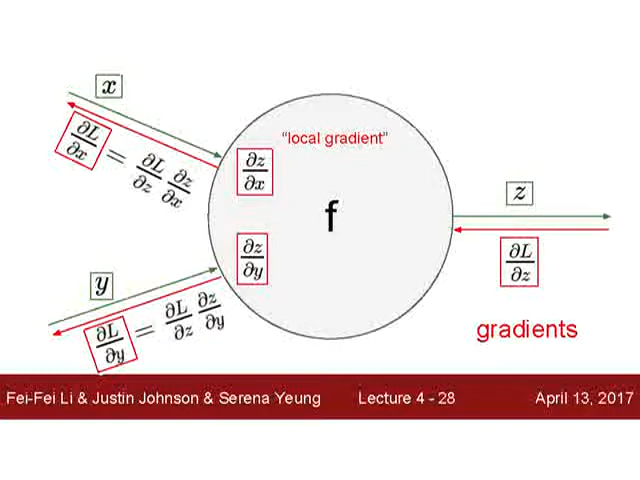 x
∂L/∂x = ∂L/∂z ∂z/∂x
"local gradient"
∂z/∂x
f
z
∂z/∂y
∂L/∂z
y
∂L/∂y = ∂L/∂z ∂z/∂y
gradients
Fei-Fei Li & Justin Johnson & Serena Yeung Lecture 4 - 28 April 13, 2017